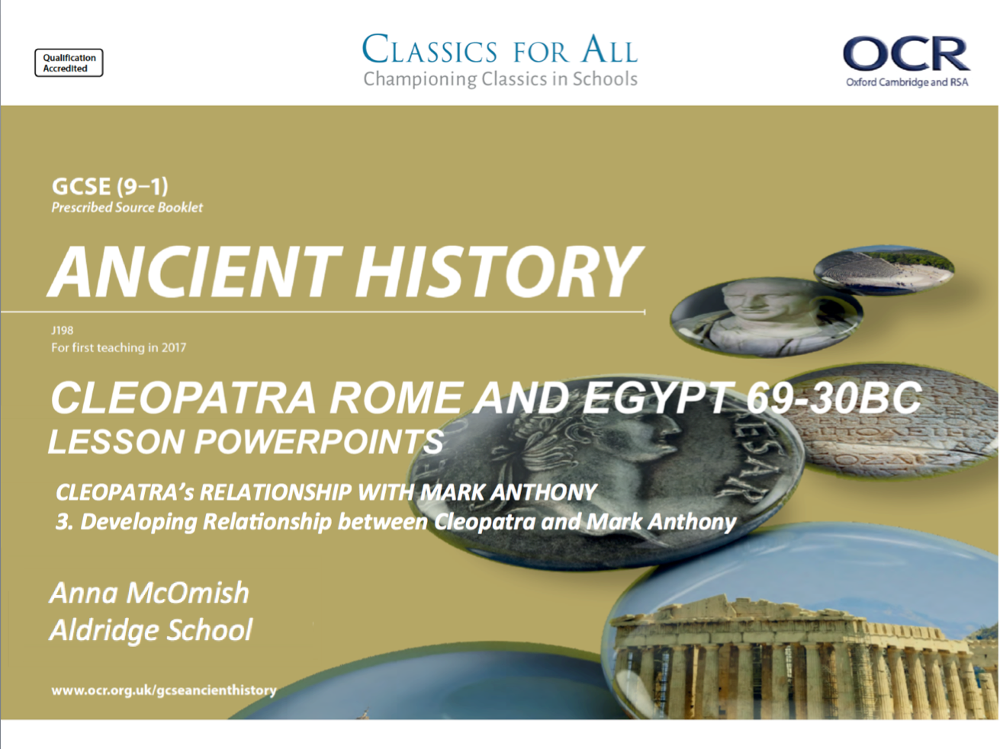 Qualification
Accredited
CLASSICS FOR ALL
Championing Classics in Schools
OCR
Oxford Cambridge and RSA
GCSE (9–1)
Prescribed Source Booklet
ANCIENT HISTORY
J198
For first teaching in 2017
CLEOPATRA ROME AND EGYPT 69-30BC
LESSON POWERPOINTS
CLEOPATRA’s RELATIONSHIP WITH MARK ANTHONY
3. Developing Relationship between Cleopatra and Mark Anthony
Anna McOmish
Aldridge School
www.ocr.org.uk/gcseancienthistory
AESAR